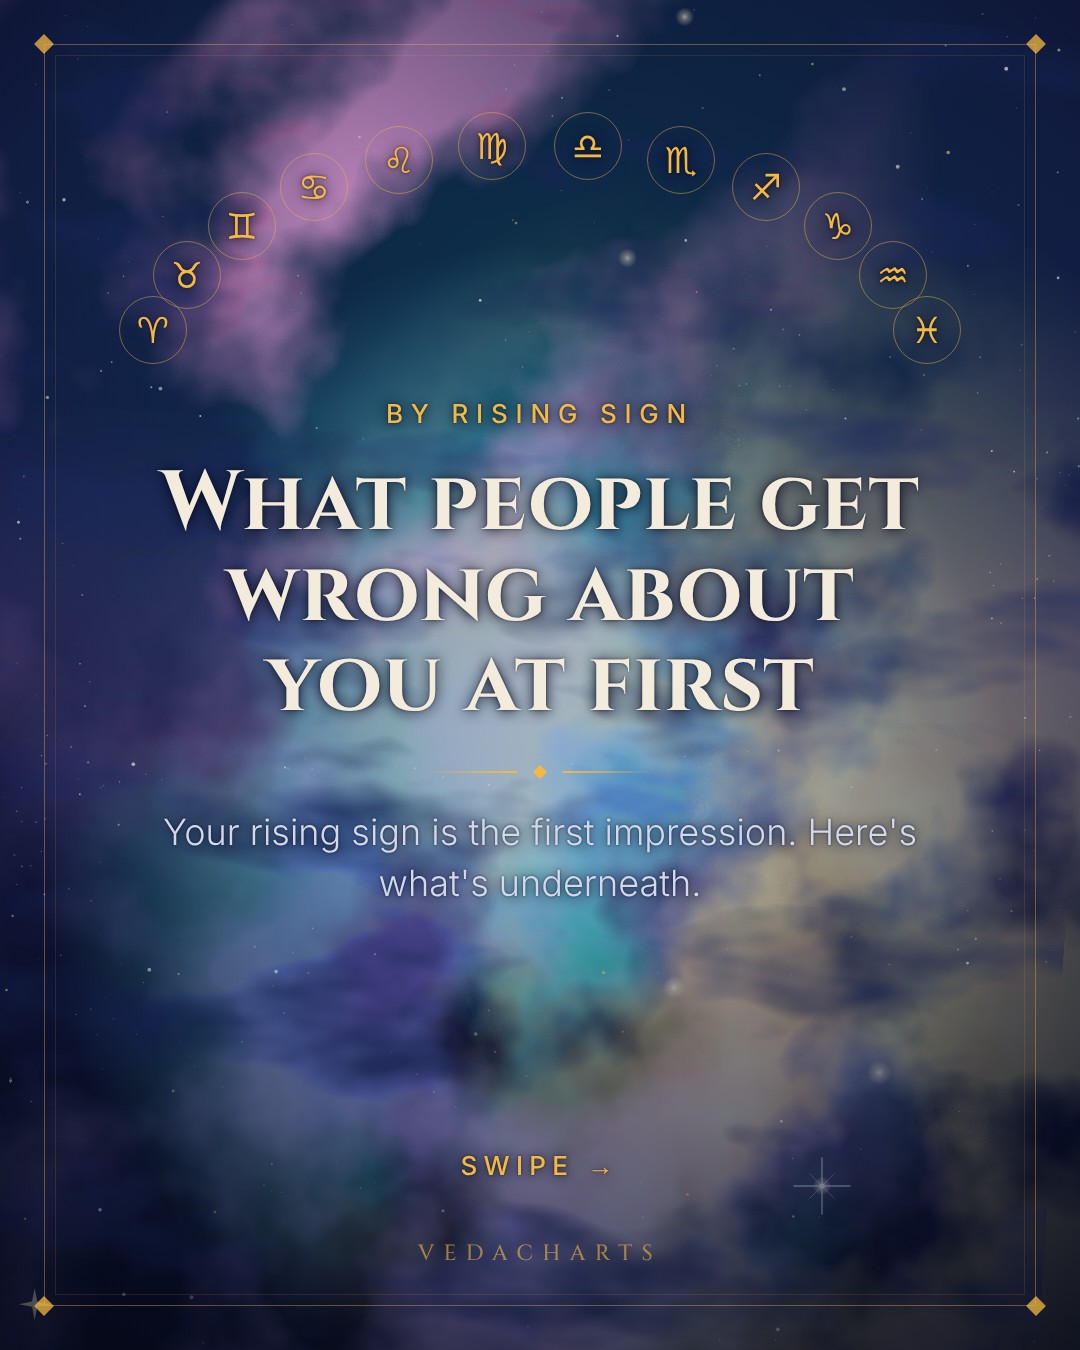 ♈ ♉ ♊ ♋ ♌ ♍ ♎ ♏ ♐ ♑ ♒ ♓
BY RISING SIGN
WHAT PEOPLE GET
WRONG ABOUT
YOU AT FIRST
Your rising sign is the first impression. Here's
what's underneath.
SWIPE →
VEDACHARTS